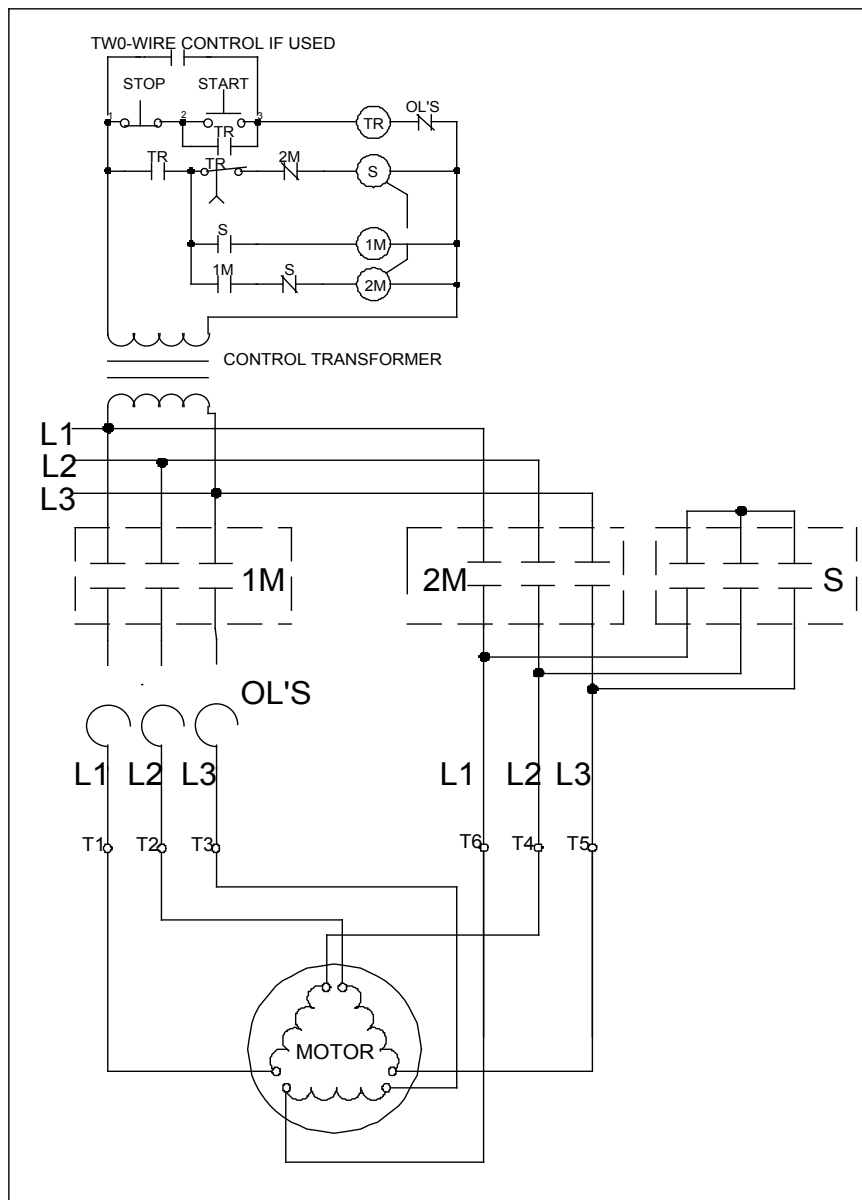 TW0-WIRE CONTROL IF USED
STOP START
1 2 3
OL'S
TR
TR
TR TR 2M
S
S
1M
1M S
2M
CONTROL TRANSFORMER
L1
L2
L3
1M 2M S
OL'S
L1 L2 L3 L1 L2 L3
T1 T2 T3 T6 T4 T5
MOTOR